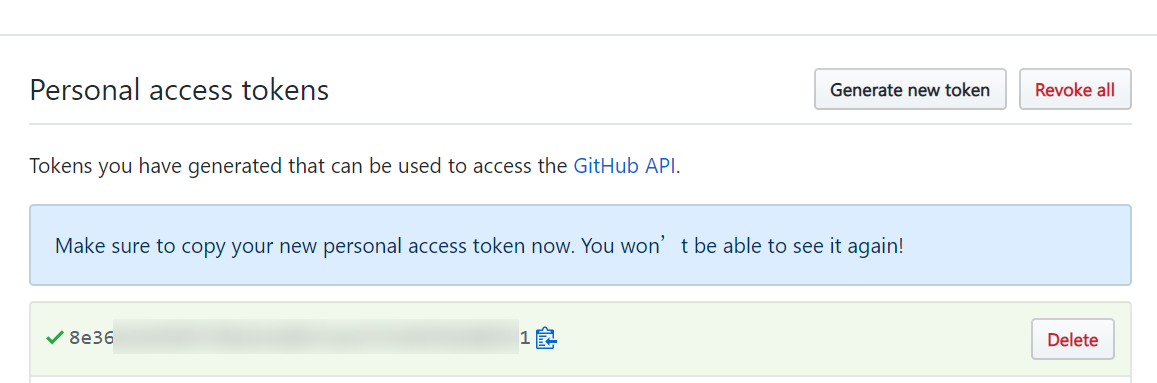 Personal access tokens
Generate new token
Revoke all
Tokens you have generated that can be used to access the GitHub API.
Make sure to copy your new personal access token now. You won’t be able to see it again!
8e36
1
Delete